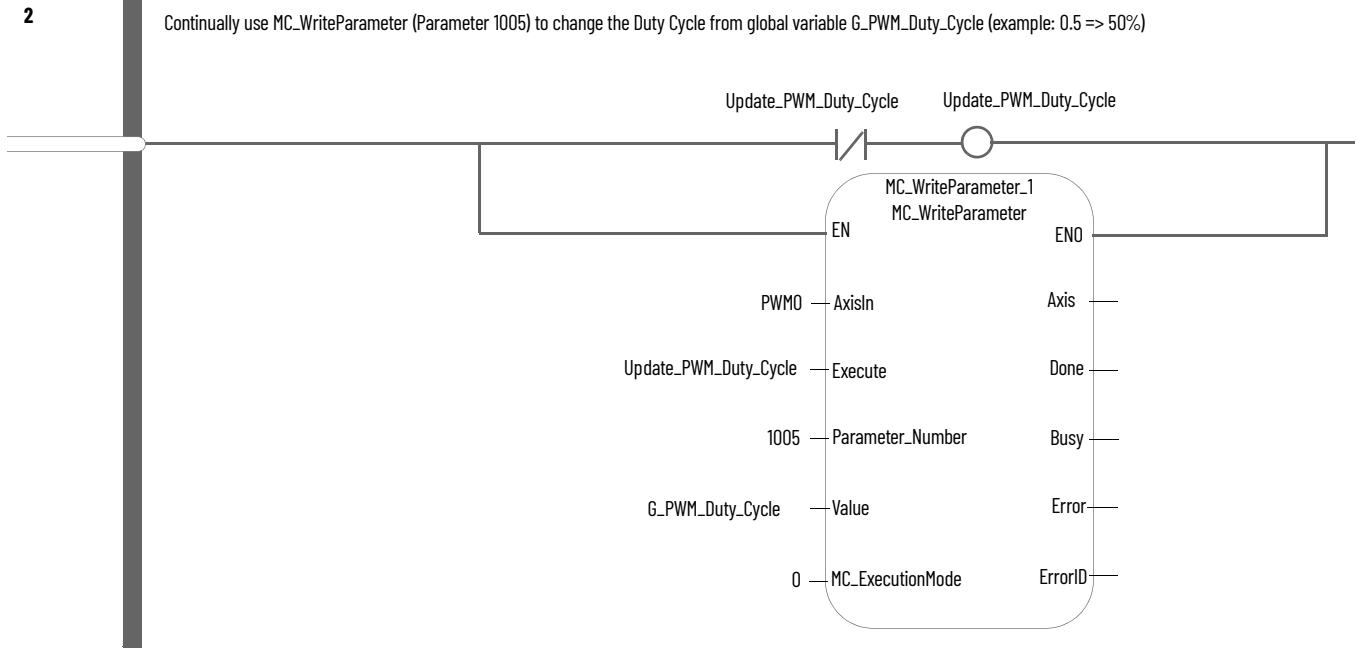 2
Continually use MC_WriteParameter (Parameter 1005) to change the Duty Cycle from global variable G_PWM_Duty_Cycle (example: 0.5 => 50%)
Update_PWM_Duty_Cycle Update_PWM_Duty_Cycle
MC_WriteParameter_1
MC_WriteParameter
EN ENO
PWM0 AxisIn Axis
Update_PWM_Duty_Cycle Execute Done
1005 Parameter_Number Busy
G_PWM_Duty_Cycle Value Error
0 MC_ExecutionMode ErrorID